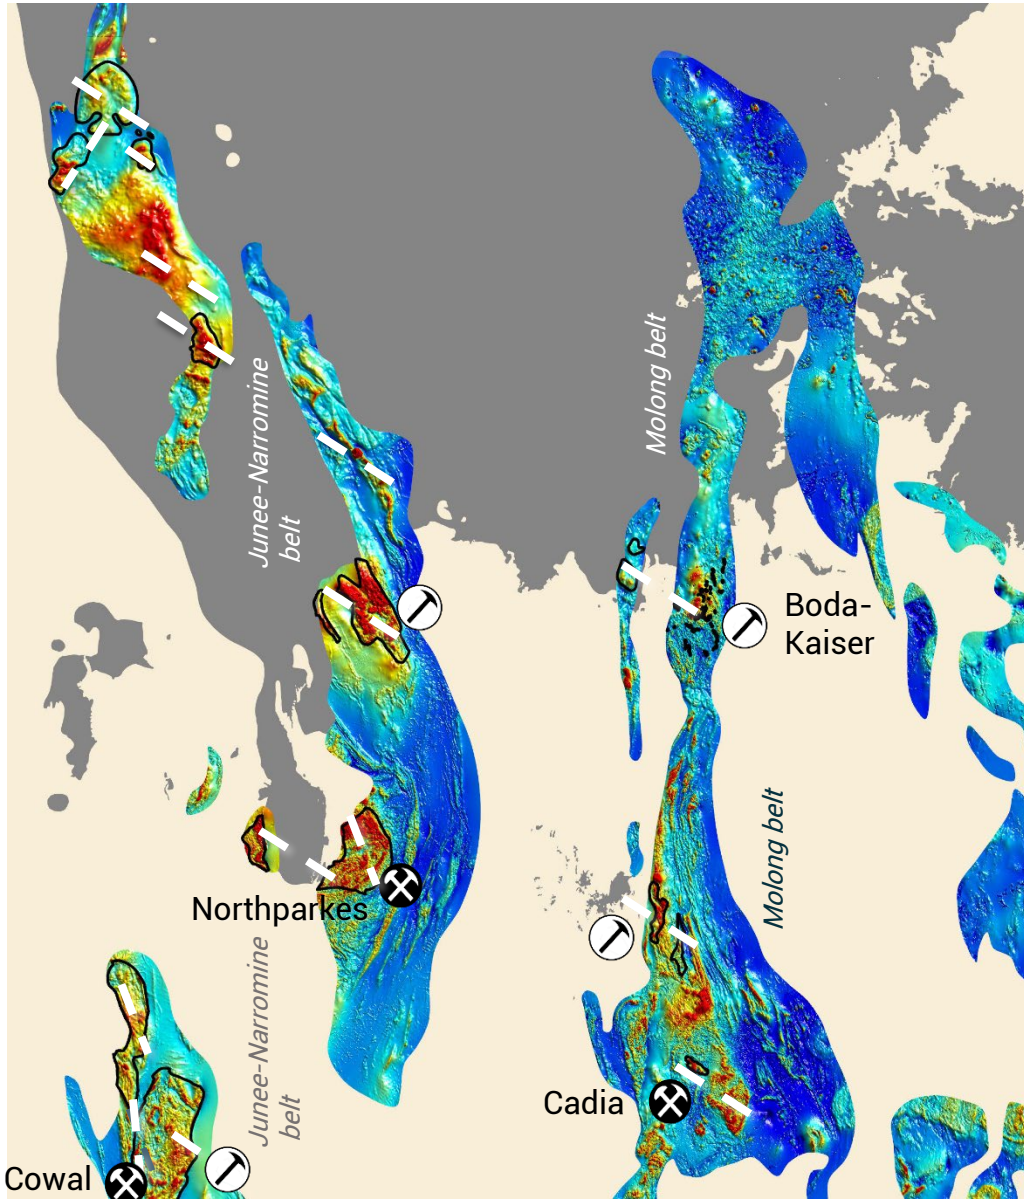 Junee-Narromine
belt
Molong belt
Boda-
Kaiser
Molong belt
Northparkes
Junee-Narromine
belt
Cadia
Cowal